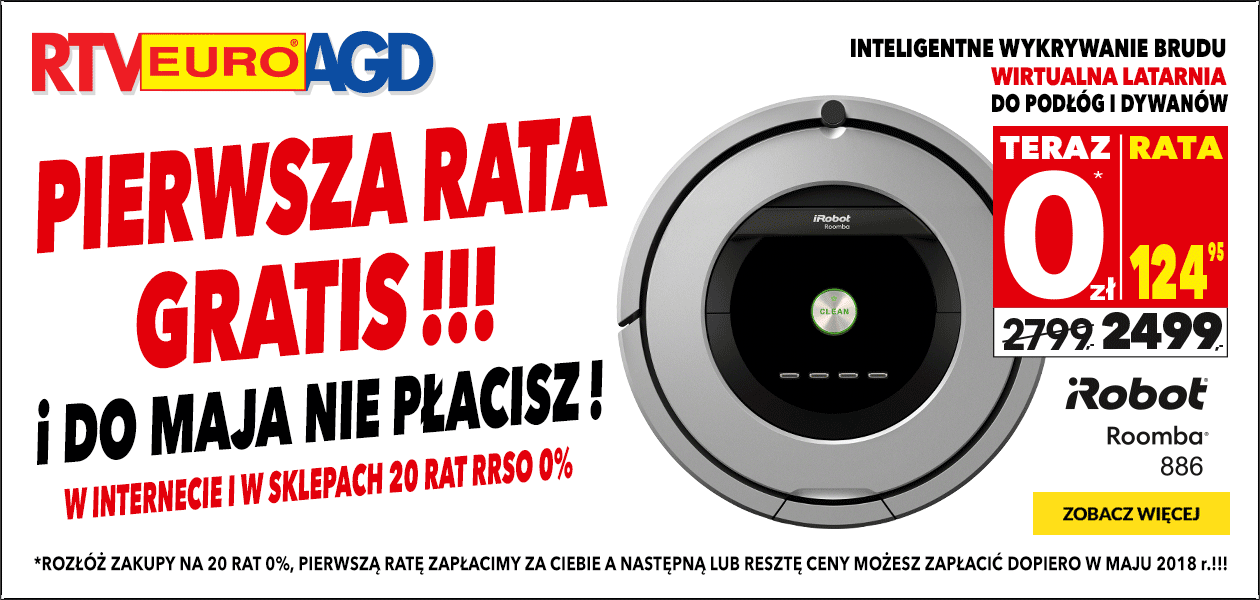 RTV EURO® AGD
PIERWSZA RATA
GRATIS !!!
i DO MAJA NIE PŁACISZ !
W INTERNECIE I W SKLEPACH 20 RAT RRSO 0%
INTELIGENTNE WYKRYWANIE BRUDU
WIRTUALNA LATARNIA
DO PODŁÓG I DYWANÓW
iRobot
Roomba
CLEAN
TERAZ RATA
0 zł* 124 95
2799,- 2499,-
iRobot®
Roomba®
886
ZOBACZ WIĘCEJ
*ROZŁÓŻ ZAKUPY NA 20 RAT 0%, PIERWSZĄ RATĘ ZAPŁACIMY ZA CIEBIE A NASTĘPNĄ LUB RESZTĘ CENY MOŻESZ ZAPŁACIĆ DOPIERO W MAJU 2018 r.!!!